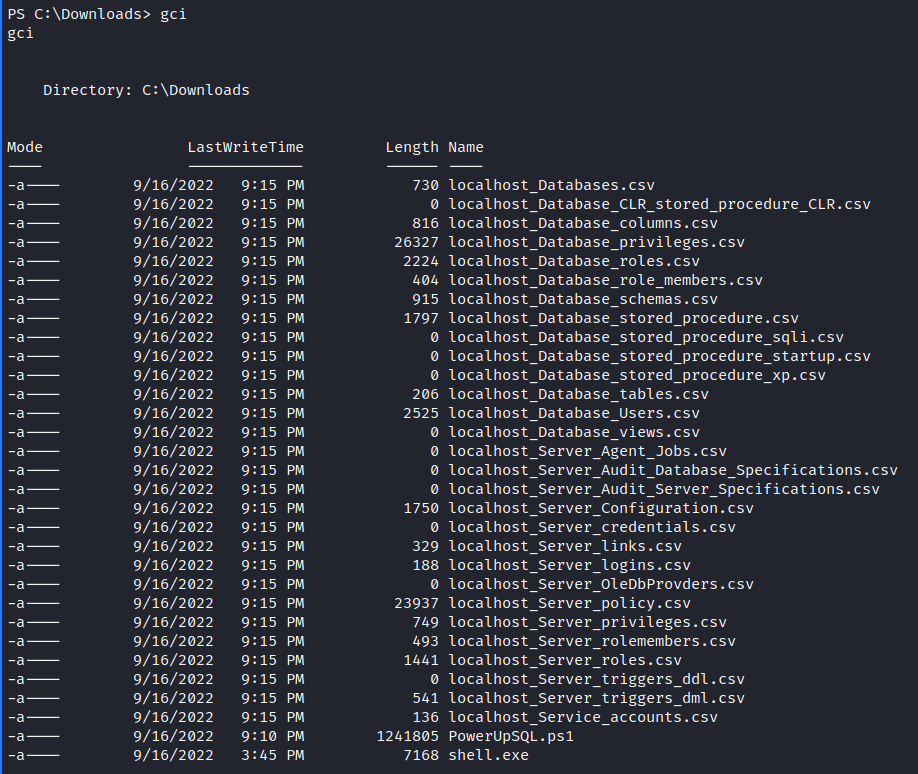 PS C:\Downloads> gci
gci
Directory: C:\Downloads
Mode LastWriteTime Length Name
---- ------------- ------ ----
-a---- 9/16/2022 9:15 PM 730 localhost_Databases.csv
-a---- 9/16/2022 9:15 PM 0 localhost_Database_CLR_stored_procedure_CLR.csv
-a---- 9/16/2022 9:15 PM 816 localhost_Database_columns.csv
-a---- 9/16/2022 9:15 PM 26327 localhost_Database_privileges.csv
-a---- 9/16/2022 9:15 PM 2224 localhost_Database_roles.csv
-a---- 9/16/2022 9:15 PM 404 localhost_Database_role_members.csv
-a---- 9/16/2022 9:15 PM 915 localhost_Database_schemas.csv
-a---- 9/16/2022 9:15 PM 1797 localhost_Database_stored_procedure.csv
-a---- 9/16/2022 9:15 PM 0 localhost_Database_stored_procedure_sqli.csv
-a---- 9/16/2022 9:15 PM 0 localhost_Database_stored_procedure_startup.csv
-a---- 9/16/2022 9:15 PM 0 localhost_Database_stored_procedure_xp.csv
-a---- 9/16/2022 9:15 PM 206 localhost_Database_tables.csv
-a---- 9/16/2022 9:15 PM 2525 localhost_Database_Users.csv
-a---- 9/16/2022 9:15 PM 0 localhost_Database_views.csv
-a---- 9/16/2022 9:15 PM 0 localhost_Server_Agent_Jobs.csv
-a---- 9/16/2022 9:15 PM 0 localhost_Server_Audit_Database_Specifications.csv
-a---- 9/16/2022 9:15 PM 0 localhost_Server_Audit_Server_Specifications.csv
-a---- 9/16/2022 9:15 PM 1750 localhost_Server_Configuration.csv
-a---- 9/16/2022 9:15 PM 0 localhost_Server_credentials.csv
-a---- 9/16/2022 9:15 PM 329 localhost_Server_links.csv
-a---- 9/16/2022 9:15 PM 188 localhost_Server_logins.csv
-a---- 9/16/2022 9:15 PM 0 localhost_Server_OleDbProvders.csv
-a---- 9/16/2022 9:15 PM 23937 localhost_Server_policy.csv
-a---- 9/16/2022 9:15 PM 749 localhost_Server_privileges.csv
-a---- 9/16/2022 9:15 PM 493 localhost_Server_rolemembers.csv
-a---- 9/16/2022 9:15 PM 1441 localhost_Server_roles.csv
-a---- 9/16/2022 9:15 PM 0 localhost_Server_triggers_ddl.csv
-a---- 9/16/2022 9:15 PM 541 localhost_Server_triggers_dml.csv
-a---- 9/16/2022 9:15 PM 136 localhost_Service_accounts.csv
-a---- 9/16/2022 9:10 PM 1241805 PowerUpSQL.ps1
-a---- 9/16/2022 3:45 PM 7168 shell.exe